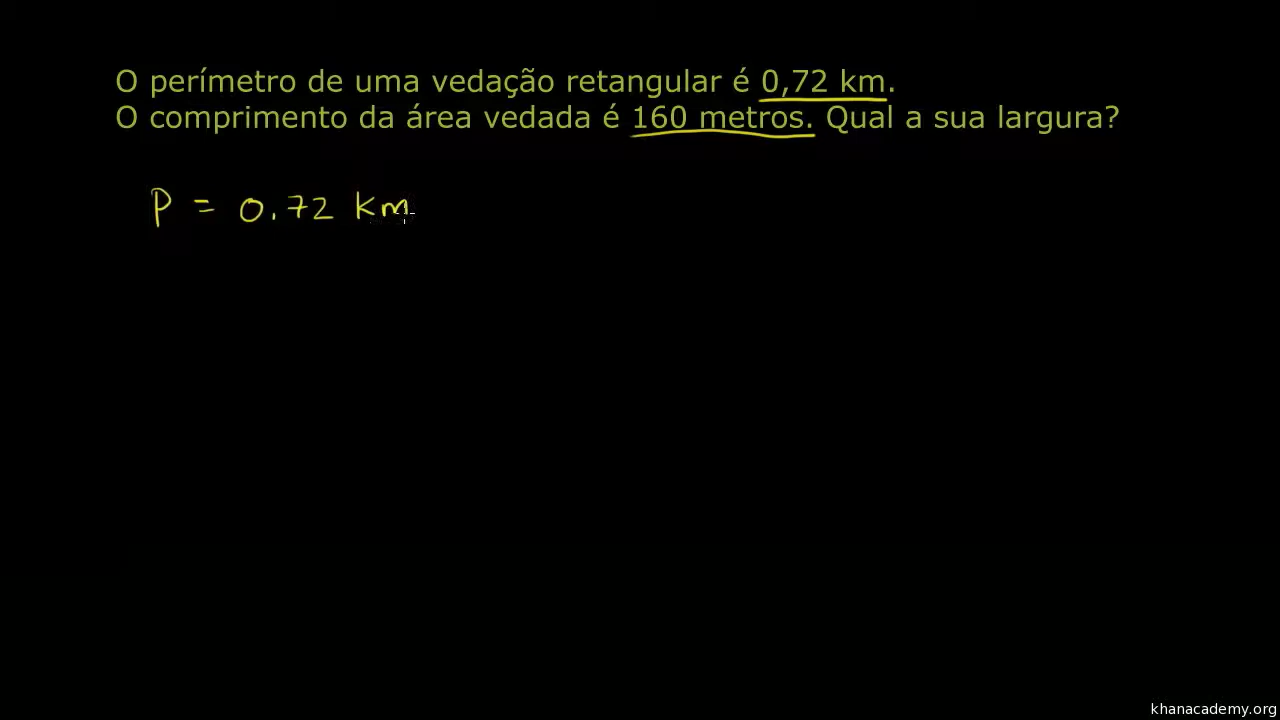 O perímetro de uma vedação retangular é 0,72 km.
O comprimento da área vedada é 160 metros. Qual a sua largura?
P = 0.72 km
khanacademy.org